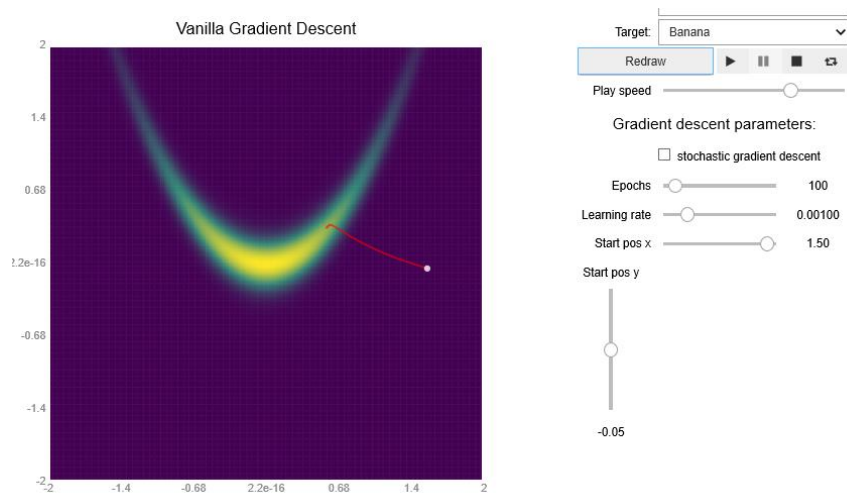 Vanilla Gradient Descent
2
1.4
0.68
2.2e-16
-0.68
-1.4
-2
-2
-1.4
-0.68
2.2e-16
0.68
1.4
2
Target: Banana
Redraw
Play speed
Gradient descent parameters:
stochastic gradient descent
Epochs 100
Learning rate 0.00100
Start pos x 1.50
Start pos y
-0.05